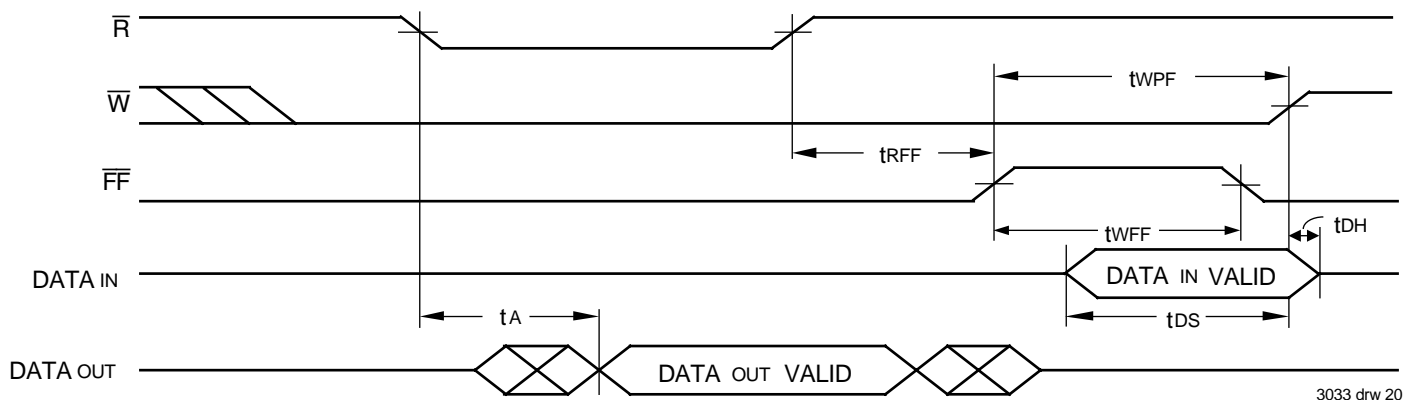 R̅
tWPF
W̅
tRFF
F̅F̅
tDH
tWFF
DATA IN
DATA IN VALID
tA
tDS
DATA OUT
DATA OUT VALID
3033 drw 20